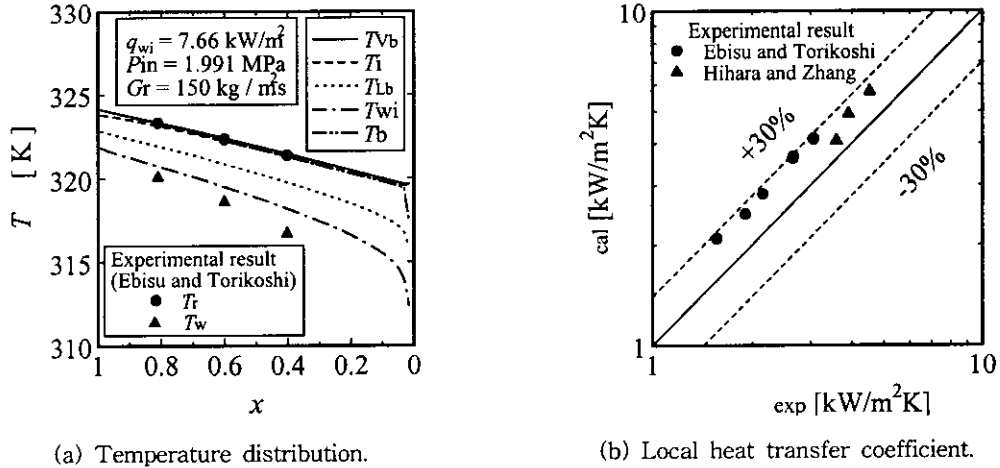 330
325
320
315
310
T [K]
1 0.8 0.6 0.4 0.2 0
x
q_wi = 7.66 kW/m²
Pin = 1.991 MPa
Gr = 150 kg / m²s
T_Vb
T_i
T_Lb
T_wi
T_b
Experimental result
(Ebisu and Torikoshi)
T_r
T_w
(a) Temperature distribution.
10
1
cal [kW/m²K]
1 10
exp [kW/m²K]
Experimental result
Ebisu and Torikoshi
Hihara and Zhang
+30%
-30%
(b) Local heat transfer coefficient.